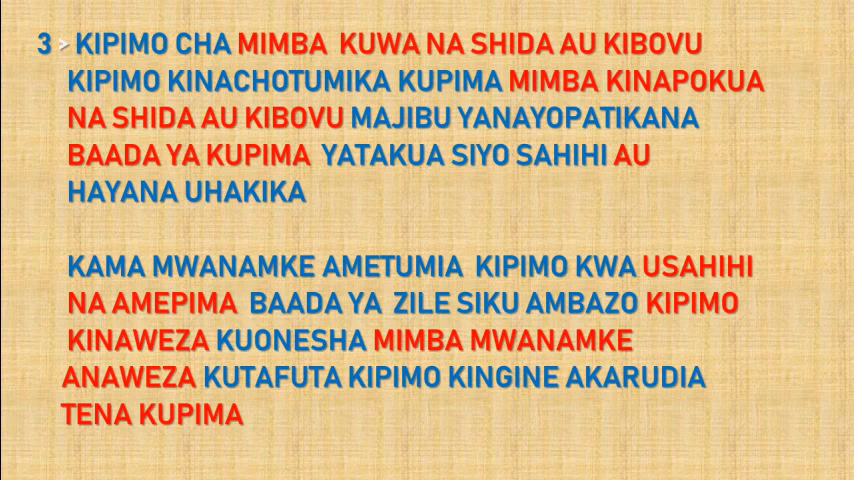 3 > KIPIMO CHA MIMBA KUWA NA SHIDA AU KIBOVU
KIPIMO KINACHOTUMIKA KUPIMA MIMBA KINAPOKUA
NA SHIDA AU KIBOVU MAJIBU YANAYOPATIKANA
BAADA YA KUPIMA YATAKUA SIYO SAHIHI AU
HAYANA UHAKIKA
KAMA MWANAMKE AMETUMIA KIPIMO KWA USAHIHI
NA AMEPIMA BAADA YA ZILE SIKU AMBAZO KIPIMO
KINAWEZA KUONESHA MIMBA MWANAMKE
ANAWEZA KUTAFUTA KIPIMO KINGINE AKARUDIA
TENA KUPIMA